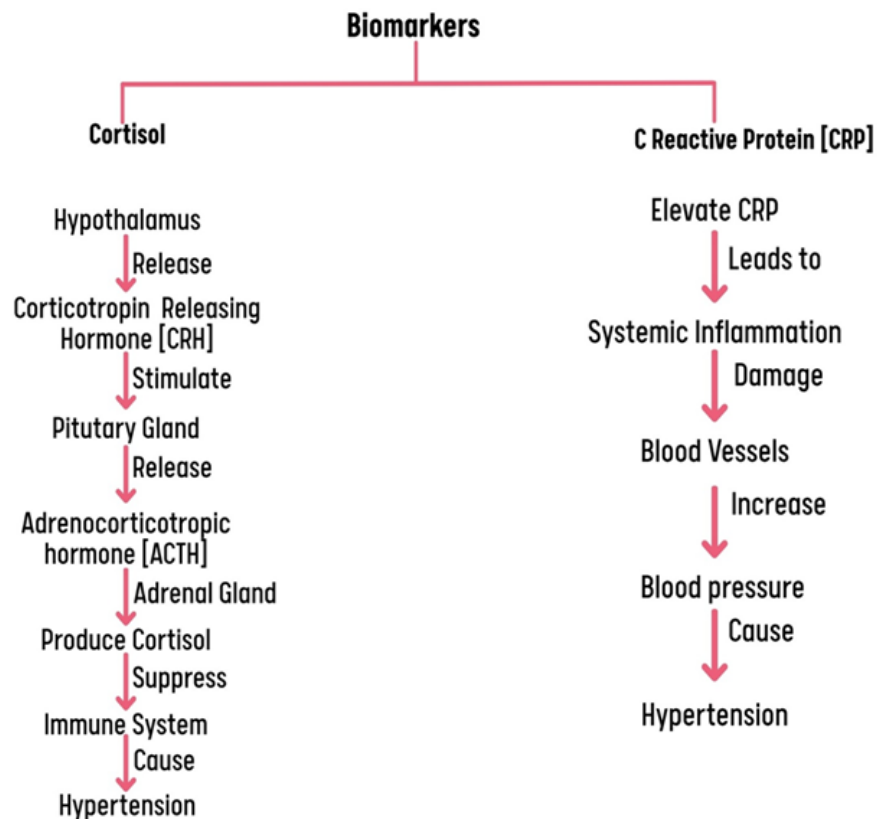 Biomarkers
Cortisol
Hypothalamus
Release
Corticotropin Releasing
Hormone [CRH]
Stimulate
Pitutary Gland
Release
Adrenocorticotropic
hormone [ACTH]
Adrenal Gland
Produce Cortisol
Suppress
Immune System
Cause
Hypertension
C Reactive Protein [CRP]
Elevate CRP
Leads to
Systemic Inflammation
Damage
Blood Vessels
Increase
Blood pressure
Cause
Hypertension